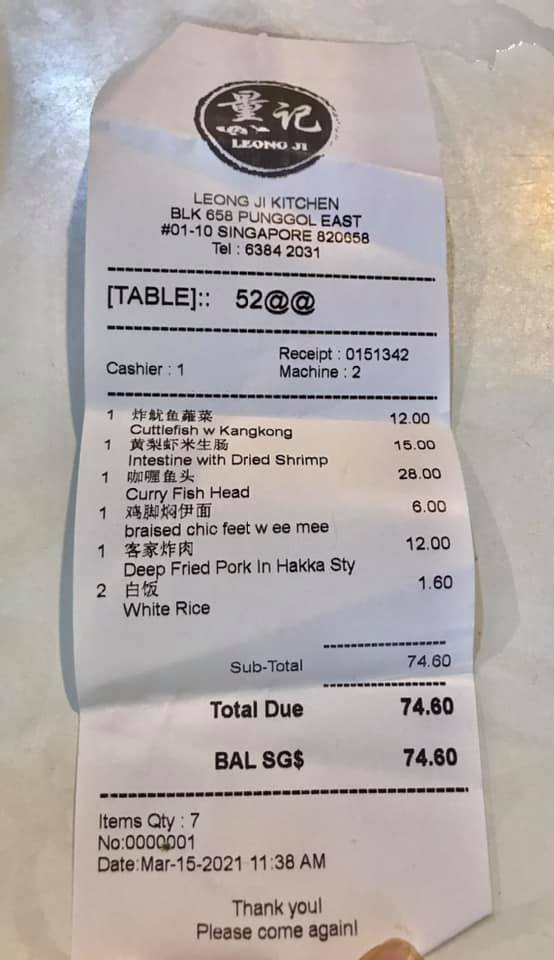 量记
LEONG JI
LEONG JI KITCHEN
BLK 658 PUNGGOL EAST
#01-10 SINGAPORE 820658
Tel : 6384 2031
[TABLE]:: 52@@
Receipt : 0151342
Cashier : 1 Machine : 2
1 炸鱿鱼蕹菜 12.00
Cuttlefish w Kangkong
1 黄梨虾米生肠 15.00
Intestine with Dried Shrimp
1 咖喱鱼头 28.00
Curry Fish Head
1 鸡脚焖伊面 6.00
braised chic feet w ee mee
1 客家炸肉 12.00
Deep Fried Pork In Hakka Sty
2 白饭 1.60
White Rice
Sub-Total 74.60
Total Due 74.60
BAL SG$ 74.60
Items Qty : 7
No:0000001
Date:Mar-15-2021 11:38 AM
Thank you!
Please come again!